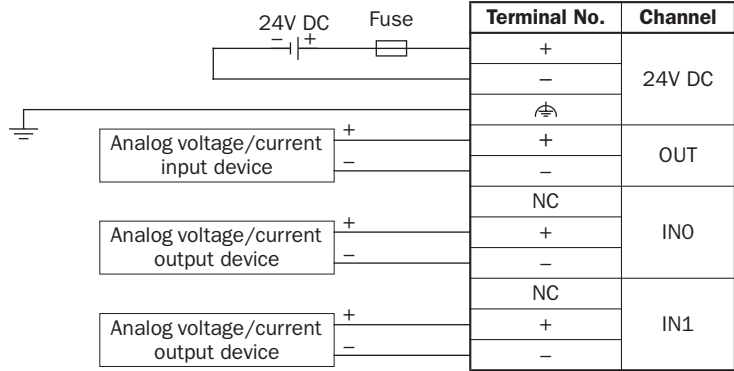 24V DC
Fuse
Terminal No. Channel
− +
+
−
24V DC
+
−
OUT
Analog voltage/current
input device
+
−
NC
+
−
IN0
Analog voltage/current
output device
+
−
NC
+
−
IN1
Analog voltage/current
output device
+
−